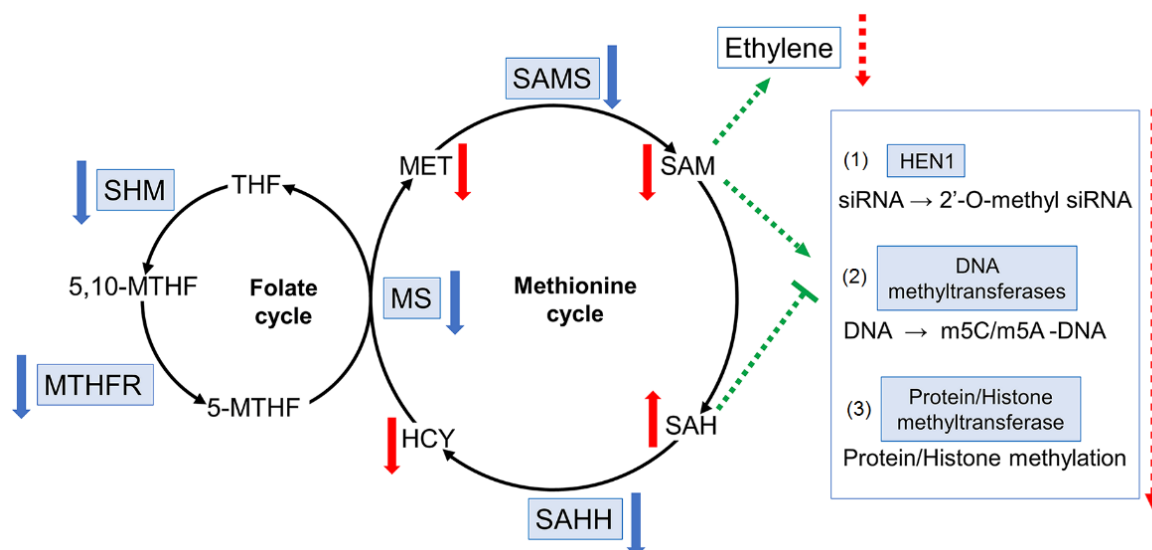 Ethylene
SAMS
MET
SAM
SHM
THF
5,10-MTHF
Folate
cycle
MS
Methionine
cycle
MTHFR
5-MTHF
HCY
SAH
SAHH
(1) HEN1
siRNA → 2’-O-methyl siRNA
(2) DNA
methyltransferases
DNA → m5C/m5A -DNA
(3) Protein/Histone
methyltransferase
Protein/Histone methylation